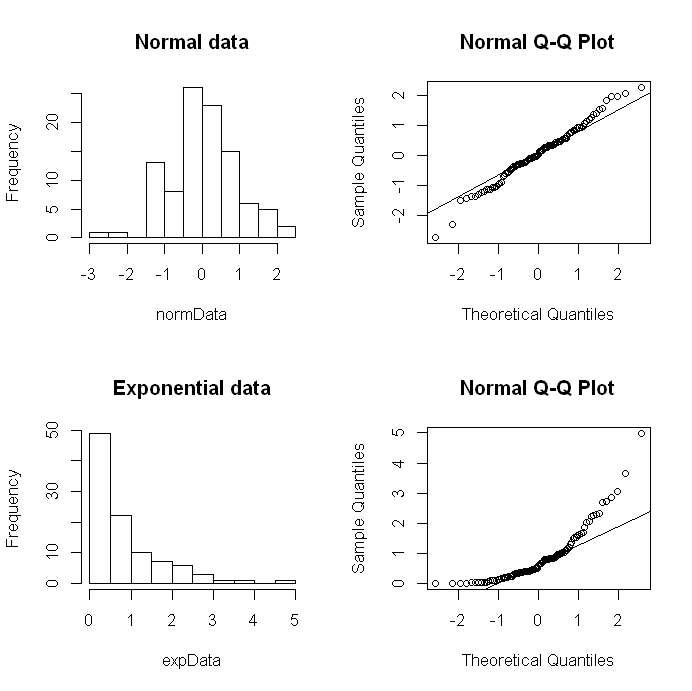 Normal data
Frequency
0 5 10 20
-3 -2 -1 0 1 2
normData
Normal Q-Q Plot
Sample Quantiles
-2 -1 0 1 2
-2 -1 0 1 2
Theoretical Quantiles
Exponential data
Frequency
0 10 30 50
0 1 2 3 4 5
expData
Normal Q-Q Plot
Sample Quantiles
0 1 2 3 4 5
-2 -1 0 1 2
Theoretical Quantiles